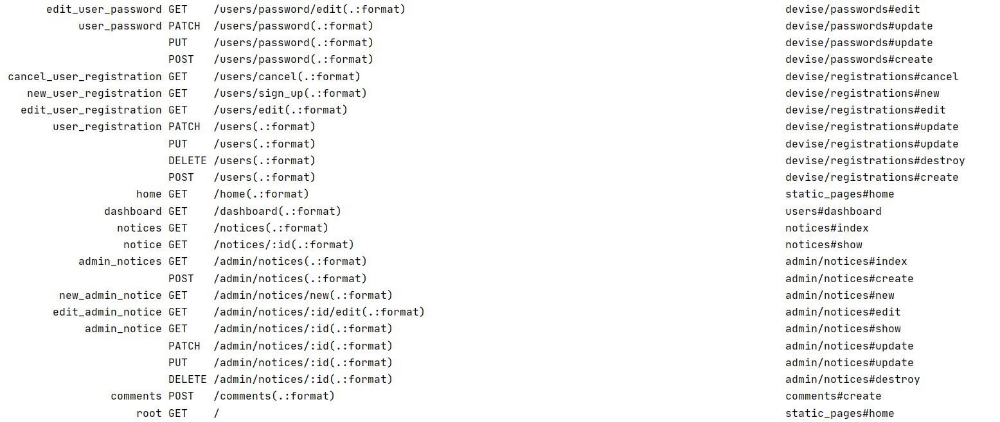 edit_user_password GET /users/password/edit(.:format) devise/passwords#edit
user_password PATCH /users/password(.:format) devise/passwords#update
PUT /users/password(.:format) devise/passwords#update
POST /users/password(.:format) devise/passwords#create
cancel_user_registration GET /users/cancel(.:format) devise/registrations#cancel
new_user_registration GET /users/sign_up(.:format) devise/registrations#new
edit_user_registration GET /users/edit(.:format) devise/registrations#edit
user_registration PATCH /users(.:format) devise/registrations#update
PUT /users(.:format) devise/registrations#update
DELETE /users(.:format) devise/registrations#destroy
POST /users(.:format) devise/registrations#create
home GET /home(.:format) static_pages#home
dashboard GET /dashboard(.:format) users#dashboard
notices GET /notices(.:format) notices#index
notice GET /notices/:id(.:format) notices#show
admin_notices GET /admin/notices(.:format) admin/notices#index
POST /admin/notices(.:format) admin/notices#create
new_admin_notice GET /admin/notices/new(.:format) admin/notices#new
edit_admin_notice GET /admin/notices/:id/edit(.:format) admin/notices#edit
admin_notice GET /admin/notices/:id(.:format) admin/notices#show
PATCH /admin/notices/:id(.:format) admin/notices#update
PUT /admin/notices/:id(.:format) admin/notices#update
DELETE /admin/notices/:id(.:format) admin/notices#destroy
comments POST /comments(.:format) comments#create
root GET / static_pages#home